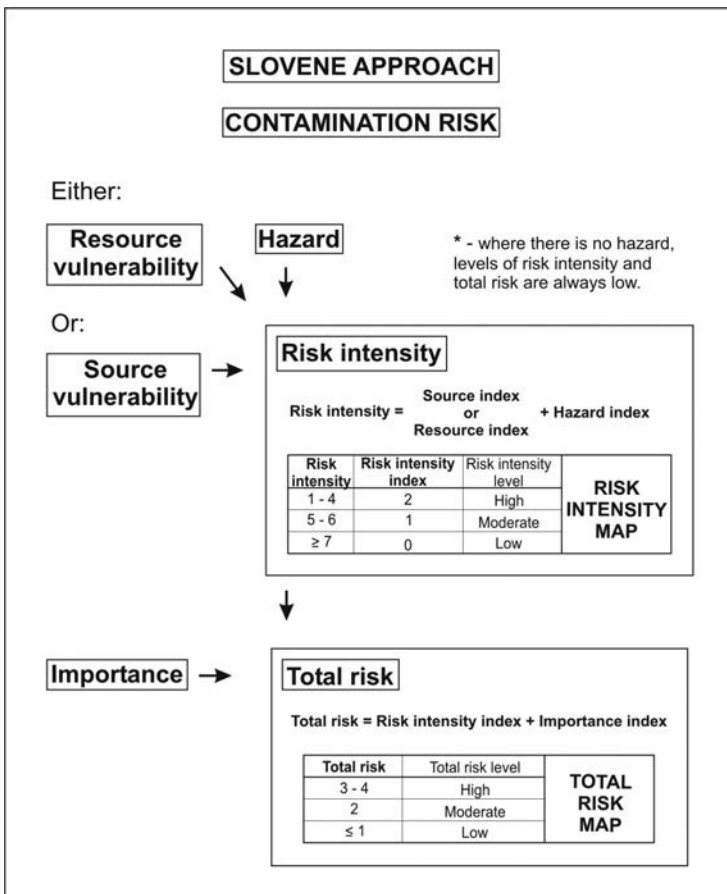 SLOVENE APPROACH
CONTAMINATION RISK
Either:
Resource
vulnerability
Hazard
* - where there is no hazard,
levels of risk intensity and
total risk are always low.
Or:
Source
vulnerability
Risk intensity
Source index
Risk intensity = or + Hazard index
Resource index
Risk intensity Risk intensity index Risk intensity level
1 - 4 2 High
5 - 6 1 Moderate
≥ 7 0 Low
RISK
INTENSITY
MAP
Importance
Total risk
Total risk = Risk intensity index + Importance index
Total risk Total risk level
3 - 4 High
2 Moderate
≤ 1 Low
TOTAL
RISK
MAP